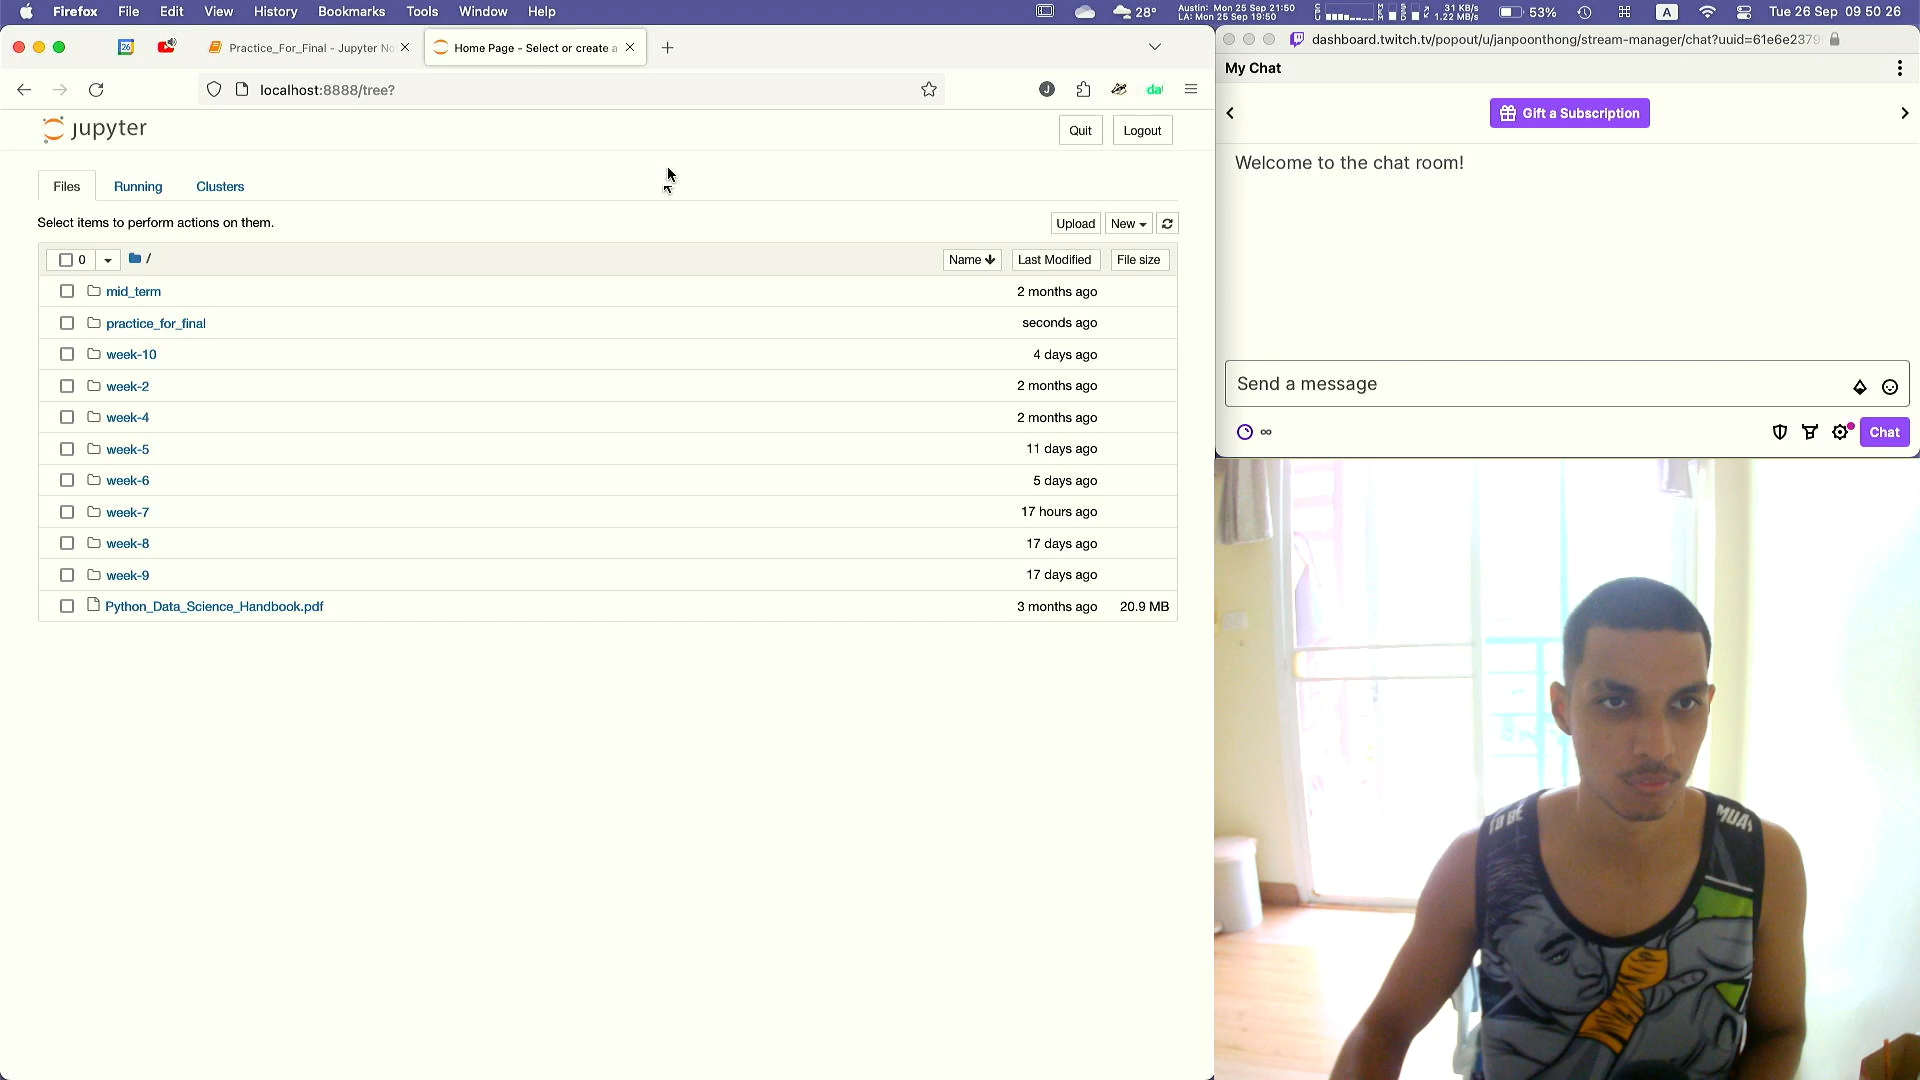 Firefox File Edit View History Bookmarks Tools Window Help
28°
Austin: Mon 25 Sep 21:50
LA: Mon 25 Sep 19:50
31 KB/s
1.22 MB/s
53%
A
Tue 26 Sep 09 50 26
26
Practice_For_Final - Jupyter No
Home Page - Select or create a
localhost:8888/tree?
J
da
jupyter
Quit
Logout
Files
Running
Clusters
Select items to perform actions on them.
Upload
New
0
/
Name
Last Modified
File size
mid_term 2 months ago
practice_for_final seconds ago
week-10 4 days ago
week-2 2 months ago
week-4 2 months ago
week-5 11 days ago
week-6 5 days ago
week-7 17 hours ago
week-8 17 days ago
week-9 17 days ago
Python_Data_Science_Handbook.pdf 3 months ago 20.9 MB
dashboard.twitch.tv/popout/u/janpoonthong/stream-manager/chat?uuid=61e6e2379
My Chat
Gift a Subscription
Welcome to the chat room!
Send a message
∞
Chat
TO BE
MUA